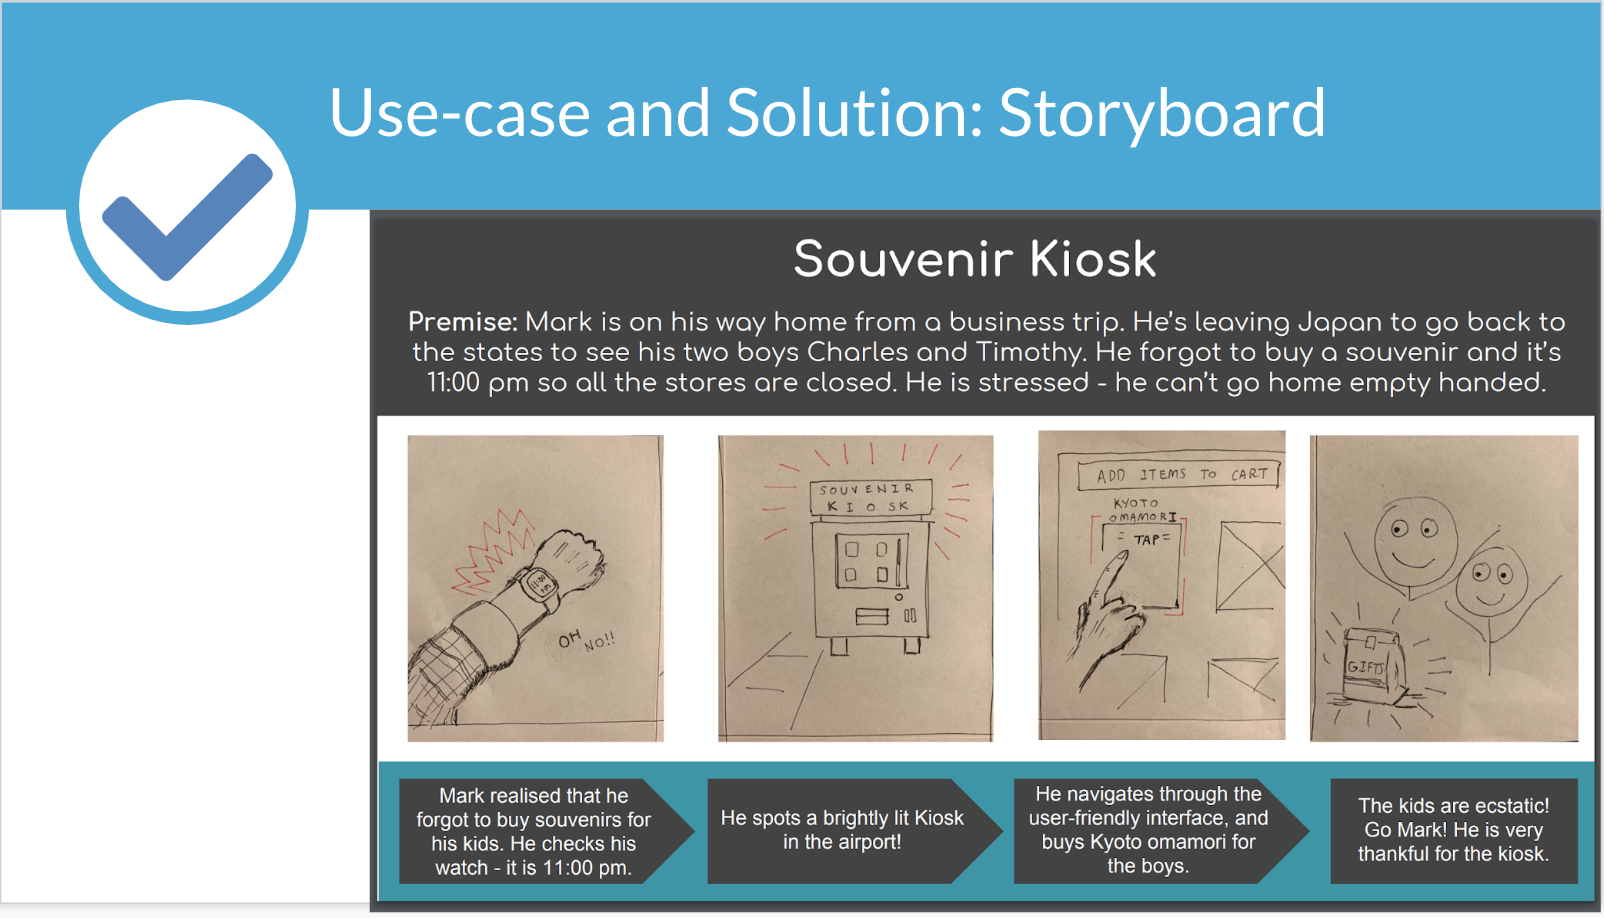 Use-case and Solution: Storyboard
Souvenir Kiosk
Premise: Mark is on his way home from a business trip. He's leaving Japan to go back to
the states to see his two boys Charles and Timothy. He forgot to buy a souvenir and it's
11:00 pm so all the stores are closed. He is stressed - he can't go home empty handed.
11:00
pm
OH
NO!!
SOUVENIR
KIOSK
ADD ITEMS TO CART
KYOTO
OMAMORI
= TAP =
GIFTS
Mark realised that he
forgot to buy souvenirs for
his kids. He checks his
watch - it is 11:00 pm.
He spots a brightly lit Kiosk
in the airport!
He navigates through the
user-friendly interface, and
buys Kyoto omamori for
the boys.
The kids are ecstatic!
Go Mark! He is very
thankful for the kiosk.